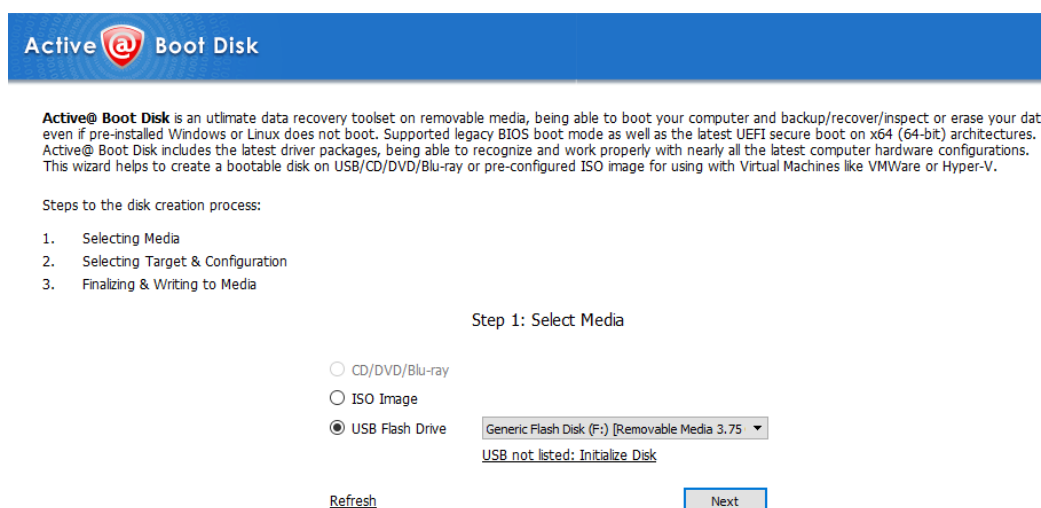 Active@ Boot Disk
Active@ Boot Disk is an utlimate data recovery toolset on removable media, being able to boot your computer and backup/recover/inspect or erase your dat
even if pre-installed Windows or Linux does not boot. Supported legacy BIOS boot mode as well as the latest UEFI secure boot on x64 (64-bit) architectures.
Active@ Boot Disk includes the latest driver packages, being able to recognize and work properly with nearly all the latest computer hardware configurations.
This wizard helps to create a bootable disk on USB/CD/DVD/Blu-ray or pre-configured ISO image for using with Virtual Machines like VMWare or Hyper-V.
Steps to the disk creation process:
1. Selecting Media
2. Selecting Target & Configuration
3. Finalizing & Writing to Media
Step 1: Select Media
CD/DVD/Blu-ray
ISO Image
USB Flash Drive Generic Flash Disk (F:) [Removable Media 3.75
USB not listed: Initialize Disk
Refresh Next